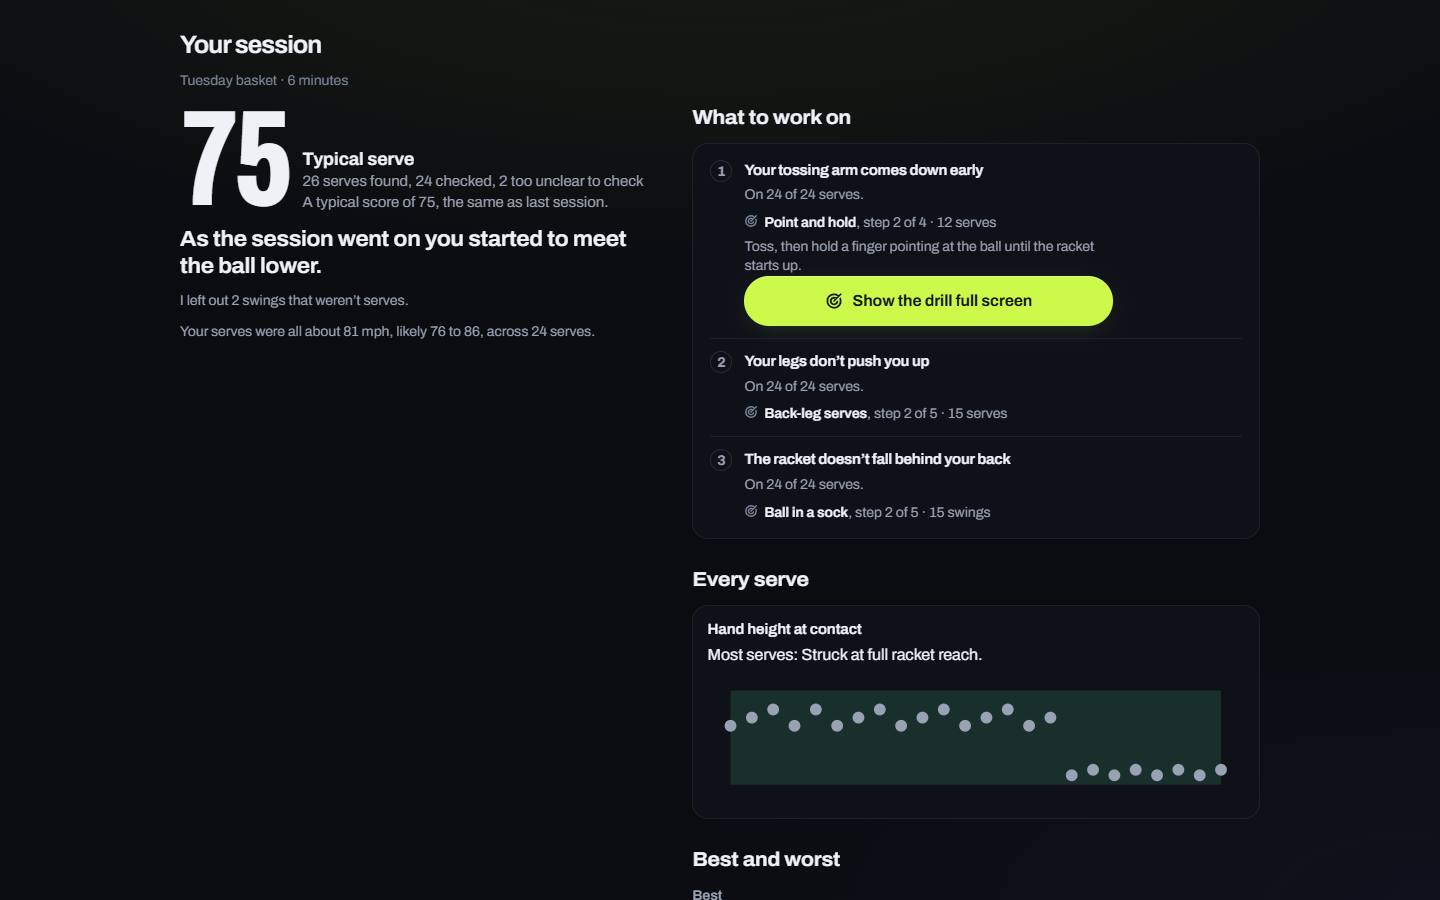 Your session
Tuesday basket · 6 minutes
75
Typical serve
26 serves found, 24 checked, 2 too unclear to check
A typical score of 75, the same as last session.
As the session went on you started to meet
the ball lower.
I left out 2 swings that weren’t serves.
Your serves were all about 81 mph, likely 76 to 86, across 24 serves.
What to work on
1
Your tossing arm comes down early
On 24 of 24 serves.
Point and hold, step 2 of 4 · 12 serves
Toss, then hold a finger pointing at the ball until the racket
starts up.
Show the drill full screen
2
Your legs don’t push you up
On 24 of 24 serves.
Back-leg serves, step 2 of 5 · 15 serves
3
The racket doesn’t fall behind your back
On 24 of 24 serves.
Ball in a sock, step 2 of 5 · 15 swings
Every serve
Hand height at contact
Most serves: Struck at full racket reach.
Best and worst
Best